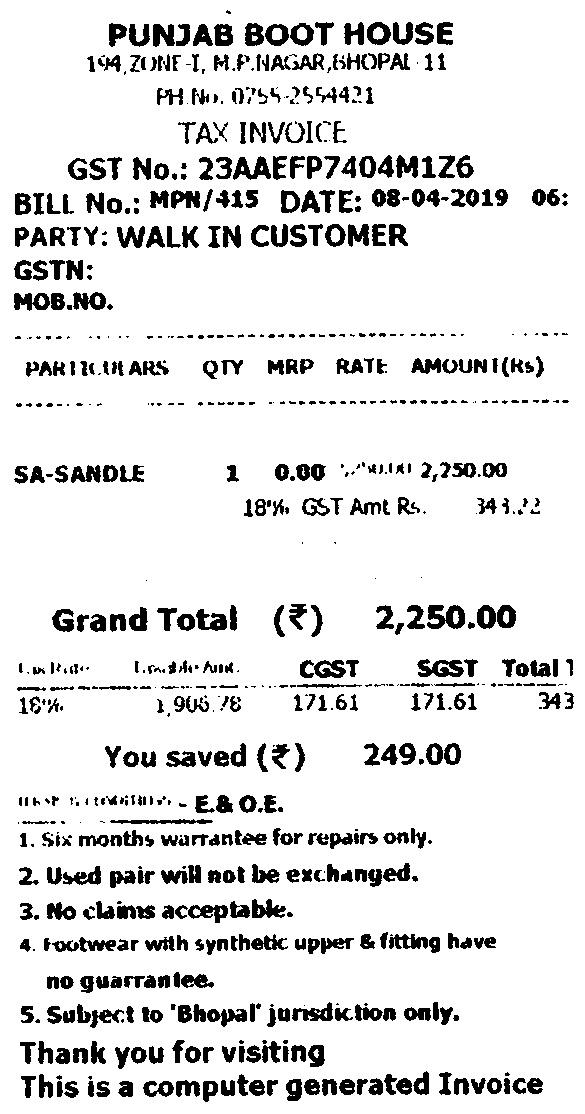 PUNJAB BOOT HOUSE
194,ZONE-I, M.P.NAGAR,BHOPAL-11
PH.No. 0755-2554421
TAX INVOICE
GST No.: 23AAEFP7404M1Z6
BILL No.: MPN/415 DATE: 08-04-2019 06:
PARTY: WALK IN CUSTOMER
GSTN:
MOB.NO.
PARTICULARS QTY MRP RATE AMOUNT(Rs)
SA-SANDLE 1 0.00 2,250.00
18% GST Amt Rs. 343.22
Grand Total (₹) 2,250.00
Tax Rate Taxable Amt. CGST SGST Total T
18% 1,906.78 171.61 171.61 343
You saved (₹) 249.00
- E.& O.E.
1. Six months warrantee for repairs only.
2. Used pair will not be exchanged.
3. No claims acceptable.
4. Footwear with synthetic upper & fitting have
no guarrantee.
5. Subject to 'Bhopal' jurisdiction only.
Thank you for visiting
This is a computer generated Invoice